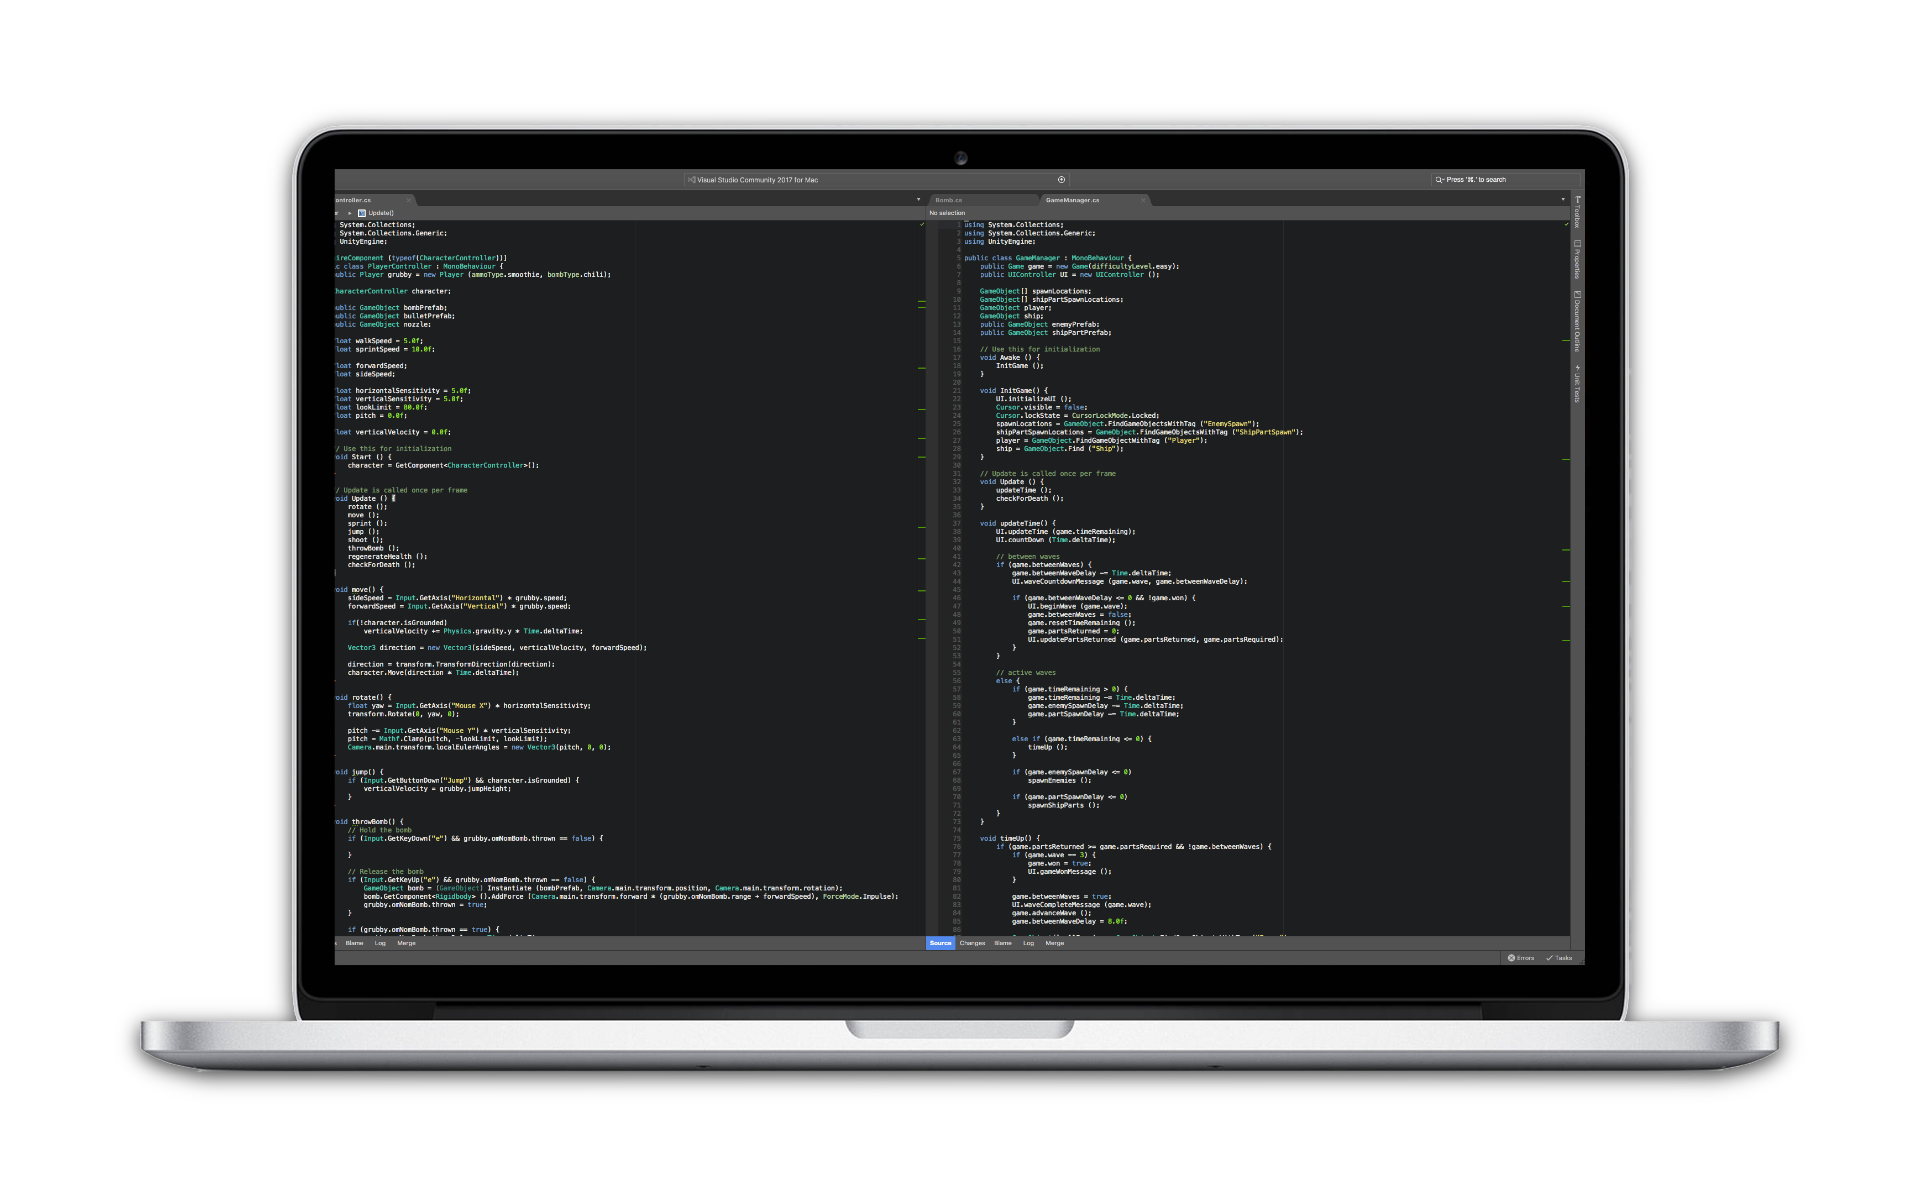 Visual Studio Community 2017 for Mac
Press '⌘.' to search
ontroller.cs
Update()
System.Collections;
System.Collections.Generic;
UnityEngine;
ireComponent (typeof(CharacterController))]
ic class PlayerController : MonoBehaviour {
public Player grubby = new Player (ammoType.smoothie, bombType.chili);
haracterController character;
ublic GameObject bombPrefab;
ublic GameObject bulletPrefab;
ublic GameObject nozzle;
loat walkSpeed = 5.0f;
loat sprintSpeed = 10.0f;
loat forwardSpeed;
loat sideSpeed;
loat horizontalSensitivity = 5.0f;
loat verticalSensitivity = 5.0f;
loat lookLimit = 80.0f;
loat pitch = 0.0f;
loat verticalVelocity = 0.0f;
/ Use this for initialization
oid Start () {
character = GetComponent<CharacterController>();
/ Update is called once per frame
oid Update () {
rotate ();
move ();
sprint ();
jump ();
shoot ();
throwBomb ();
regenerateHealth ();
checkForDeath ();
oid move() {
sideSpeed = Input.GetAxis("Horizontal") * grubby.speed;
forwardSpeed = Input.GetAxis("Vertical") * grubby.speed;
if(!character.isGrounded)
verticalVelocity += Physics.gravity.y * Time.deltaTime;
Vector3 direction = new Vector3(sideSpeed, verticalVelocity, forwardSpeed);
direction = transform.TransformDirection(direction);
character.Move(direction * Time.deltaTime);
oid rotate() {
float yaw = Input.GetAxis("Mouse X") * horizontalSensitivity;
transform.Rotate(0, yaw, 0);
pitch -= Input.GetAxis("Mouse Y") * verticalSensitivity;
pitch = Mathf.Clamp(pitch, -lookLimit, lookLimit);
Camera.main.transform.localEulerAngles = new Vector3(pitch, 0, 0);
oid jump() {
if (Input.GetButtonDown("Jump") && character.isGrounded) {
verticalVelocity = grubby.jumpHeight;
}
oid throwBomb() {
// Hold the bomb
if (Input.GetKeyDown("e") && grubby.omNomBomb.thrown == false) {
}
// Release the bomb
if (Input.GetKeyUp("e") && grubby.omNomBomb.thrown == false) {
GameObject bomb = (GameObject) Instantiate (bombPrefab, Camera.main.transform.position, Camera.main.transform.rotation);
bomb.GetComponent<Rigidbody> ().AddForce (Camera.main.transform.forward * (grubby.omNomBomb.range + forwardSpeed), ForceMode.Impulse);
grubby.omNomBomb.thrown = true;
}
if (grubby.omNomBomb.thrown == true) {
Blame Log Merge
Bomb.cs GameManager.cs
No selection
1 using System.Collections;
2 using System.Collections.Generic;
3 using UnityEngine;
4
5 public class GameManager : MonoBehaviour {
6 public Game game = new Game(difficultyLevel.easy);
7 public UIController UI = new UIController ();
8
9 GameObject[] spawnLocations;
10 GameObject[] shipPartSpawnLocations;
11 GameObject player;
12 GameObject ship;
13 public GameObject enemyPrefab;
14 public GameObject shipPartPrefab;
15
16 // Use this for initialization
17 void Awake () {
18 InitGame ();
19 }
20
21 void InitGame() {
22 UI.initializeUI ();
23 Cursor.visible = false;
24 Cursor.lockState = CursorLockMode.Locked;
25 spawnLocations = GameObject.FindGameObjectsWithTag ("EnemySpawn");
26 shipPartSpawnLocations = GameObject.FindGameObjectsWithTag ("ShipPartSpawn");
27 player = GameObject.FindGameObjectWithTag ("Player");
28 ship = GameObject.Find ("Ship");
29 }
30
31 // Update is called once per frame
32 void Update () {
33 updateTime ();
34 checkForDeath ();
35 }
36
37 void updateTime() {
38 UI.updateTime (game.timeRemaining);
39 UI.countDown (Time.deltaTime);
40
41 // between waves
42 if (game.betweenWaves) {
43 game.betweenWaveDelay -= Time.deltaTime;
44 UI.waveCountdownMessage (game.wave, game.betweenWaveDelay);
45
46 if (game.betweenWaveDelay <= 0 && !game.won) {
47 UI.beginWave (game.wave);
48 game.betweenWaves = false;
49 game.resetTimeRemaining ();
50 game.partsReturned = 0;
51 UI.updatePartsReturned (game.partsReturned, game.partsRequired);
52 }
53 }
54
55 // active waves
56 else {
57 if (game.timeRemaining > 0) {
58 game.timeRemaining -= Time.deltaTime;
59 game.enemySpawnDelay -= Time.deltaTime;
60 game.partSpawnDelay -= Time.deltaTime;
61 }
62
63 else if (game.timeRemaining <= 0) {
64 timeUp ();
65 }
66
67 if (game.enemySpawnDelay <= 0)
68 spawnEnemies ();
69
70 if (game.partSpawnDelay <= 0)
71 spawnShipParts ();
72 }
73 }
74
75 void timeUp() {
76 if (game.partsReturned >= game.partsRequired && !game.betweenWaves) {
77 if (game.wave == 3) {
78 game.won = true;
79 UI.gameWonMessage ();
80 }
81
82 game.betweenWaves = true;
83 UI.waveCompleteMessage (game.wave);
84 game.advanceWave ();
85 game.betweenWaveDelay = 8.0f;
86
Source Changes Blame Log Merge
Toolbox
Properties
Document Outline
Unit Tests
Errors Tasks